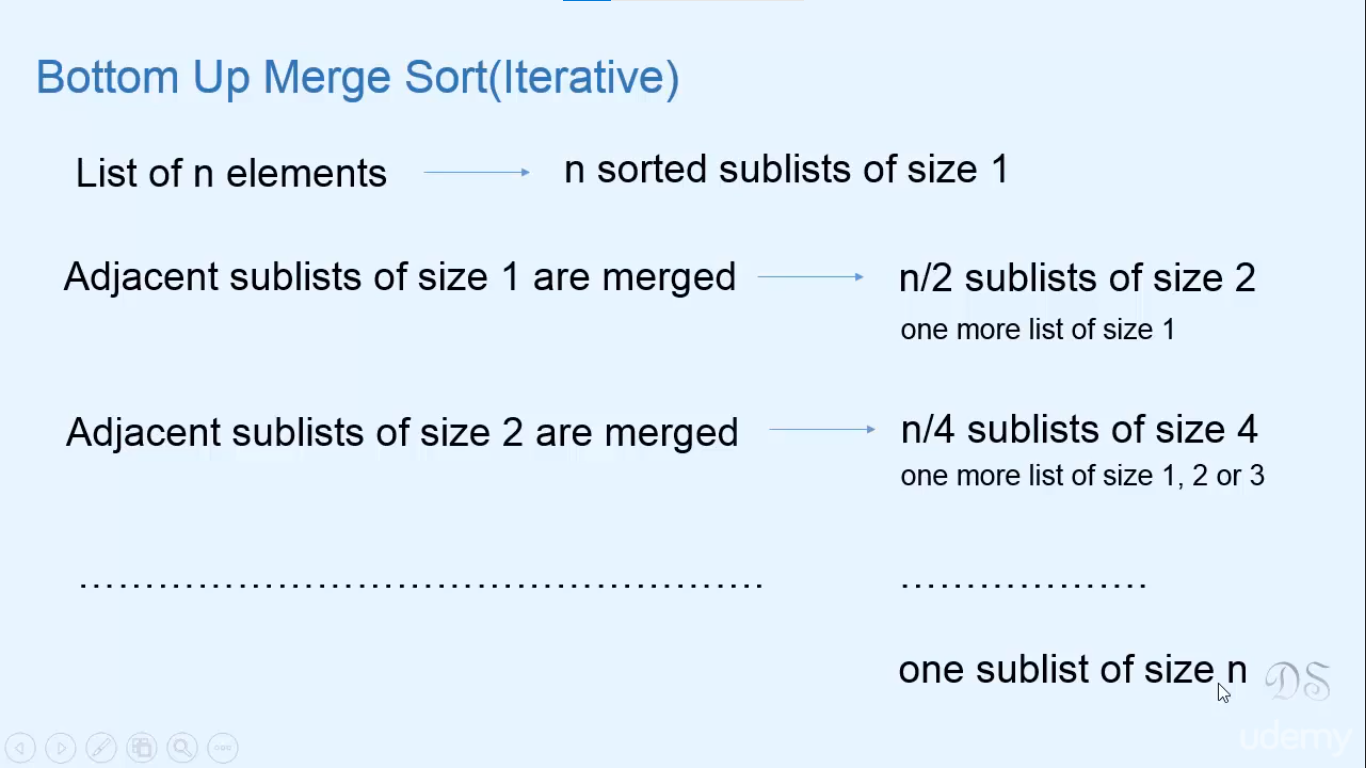 Bottom Up Merge Sort(Iterative)
List of n elements
n sorted sublists of size 1
Adjacent sublists of size 1 are merged
n/2 sublists of size 2
one more list of size 1
Adjacent sublists of size 2 are merged
n/4 sublists of size 4
one more list of size 1, 2 or 3
....................................................
...................
one sublist of size n
DS
udemy